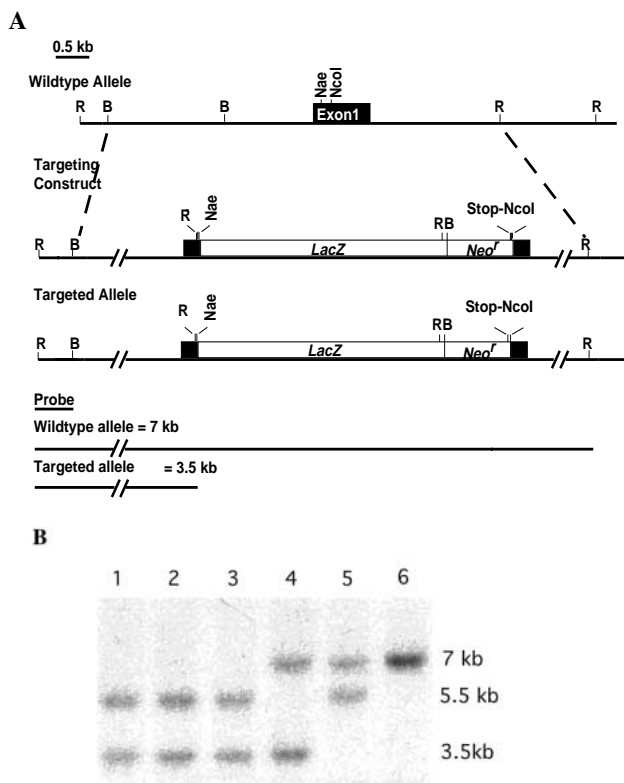 A
0.5 kb
Wildtype Allele
Nae
NcoI
R B B R R
Exon1
Targeting
Construct
R
Nae
Stop-NcoI
R B R B R
LacZ Neoʳ
Targeted Allele
R
Nae
Stop-NcoI
R B R B R
LacZ Neoʳ
Probe
Wildtype allele = 7 kb
Targeted allele = 3.5 kb
B
1 2 3 4 5 6
7 kb
5.5 kb
3.5kb